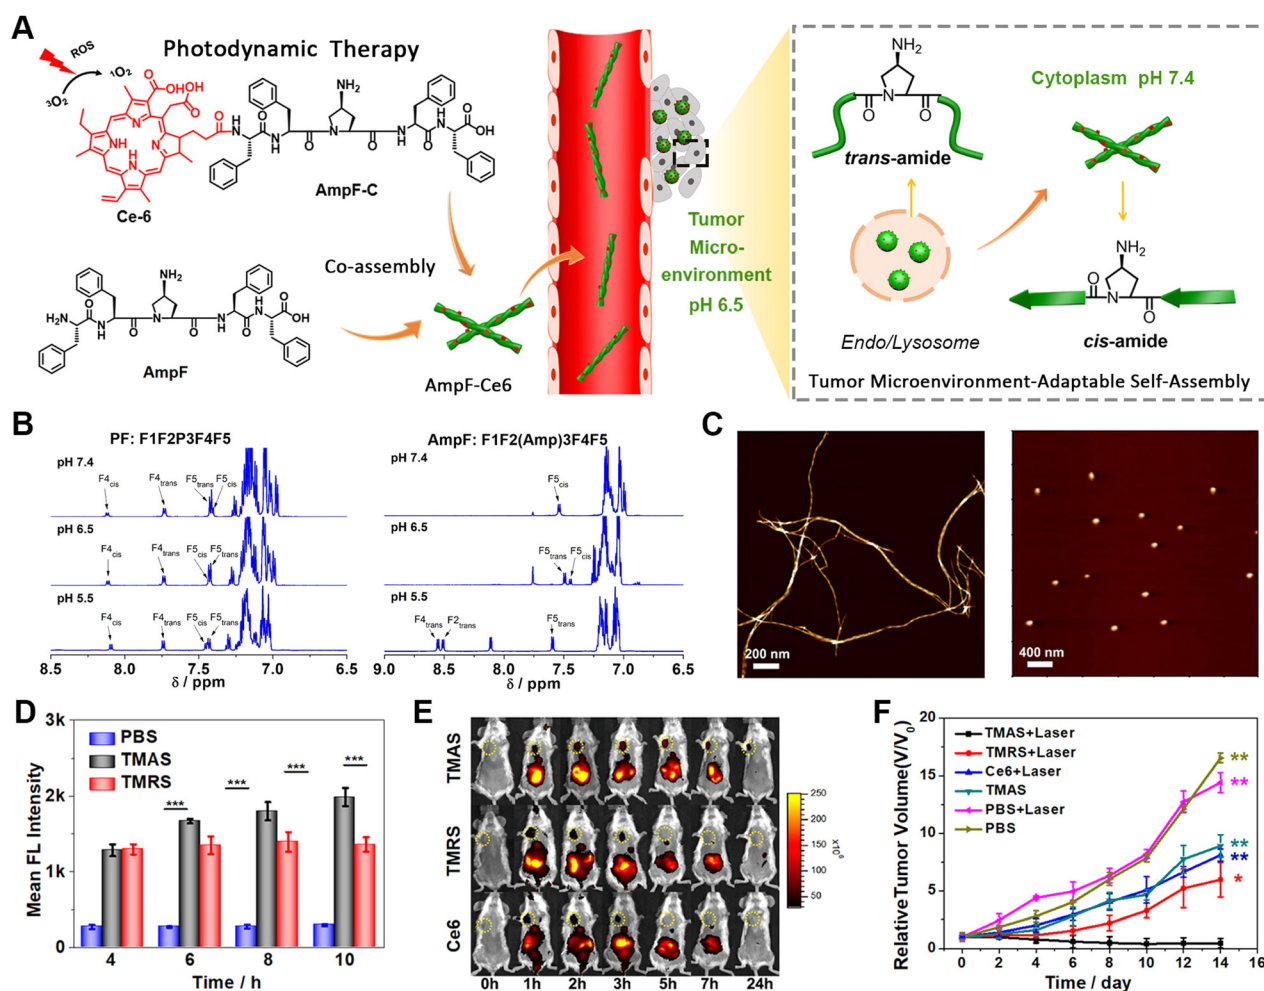 A
Photodynamic Therapy
ROS
1O2
3O2
Ce-6
AmpF-C
NH2
H2N
OH
AmpF
Co-assembly
AmpF-Ce6
Tumor
Micro-
environment
pH 6.5
NH2
trans-amide
Cytoplasm pH 7.4
Endo/Lysosome
NH2
cis-amide
Tumor Microenvironment-Adaptable Self-Assembly
B
PF: F1F2P3F4F5
pH 7.4
F4cis
F4trans
F5trans
F5cis
pH 6.5
F4cis
F4trans
F5cis
F5trans
pH 5.5
F4cis
F4trans
F5cis
F5trans
8.5 8.0 7.5 7.0 6.5
δ / ppm
AmpF: F1F2(Amp)3F4F5
pH 7.4
F4cis
pH 6.5
F5trans
F5cis
pH 5.5
F4trans
F2trans
F5trans
9.0 8.5 8.0 7.5 7.0 6.5 6.0
δ / ppm
C
200 nm
400 nm
D
3k
2k
1k
0
Mean FL Intensity
PBS
TMAS
TMRS
***
***
***
***
4 6 8 10
Time / h
E
TMAS
TMRS
Ce6
0h 1h 2h 3h 5h 7h 24h
250
200
150
100
50
F
20
15
10
5
0
Relative Tumor Volume(V/V0)
TMAS+Laser
TMRS+Laser
Ce6+Laser
TMAS
PBS+Laser
PBS
**
**
**
**
*
0 2 4 6 8 10 12 14 16
Time / day